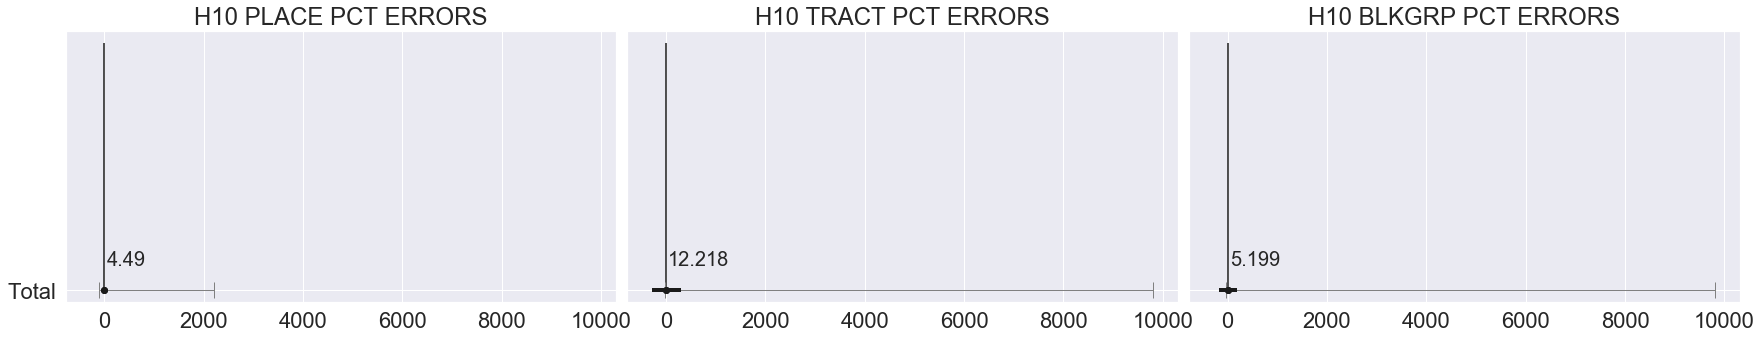 H10 PLACE PCT ERRORS
H10 TRACT PCT ERRORS
H10 BLKGRP PCT ERRORS
4.49
12.218
5.199
Total
0 2000 4000 6000 8000 10000
0 2000 4000 6000 8000 10000
0 2000 4000 6000 8000 10000